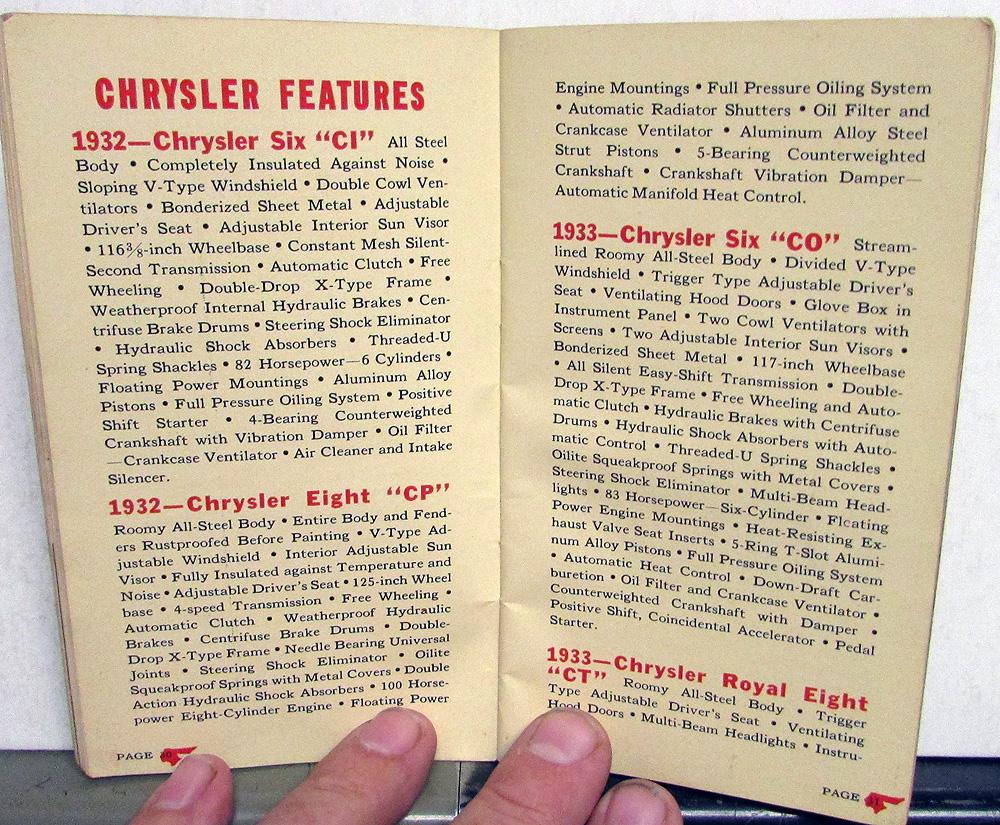 CHRYSLER FEATURES
1932—Chrysler Six “CI” All Steel
Body • Completely Insulated Against Noise •
Sloping V-Type Windshield • Double Cowl Ven-
tilators • Bonderized Sheet Metal • Adjustable
Driver's Seat • Adjustable Interior Sun Visor
• 116⅜-inch Wheelbase • Constant Mesh Silent-
Second Transmission • Automatic Clutch • Free
Wheeling • Double-Drop X-Type Frame •
Weatherproof Internal Hydraulic Brakes • Cen-
trifuse Brake Drums • Steering Shock Eliminator
• Hydraulic Shock Absorbers • Threaded-U
Spring Shackles • 82 Horsepower—6 Cylinders •
Floating Power Mountings • Aluminum Alloy
Pistons • Full Pressure Oiling System • Positive
Shift Starter • 4-Bearing Counterweighted
Crankshaft with Vibration Damper • Oil Filter
—Crankcase Ventilator • Air Cleaner and Intake
Silencer.
1932—Chrysler Eight “CP”
Roomy All-Steel Body • Entire Body and Fend-
ers Rustproofed Before Painting • V-Type Ad-
justable Windshield • Interior Adjustable Sun
Visor • Fully Insulated against Temperature and
Noise • Adjustable Driver's Seat • 125-inch Wheel
base • 4-speed Transmission • Free Wheeling •
Automatic Clutch • Weatherproof Hydraulic
Brakes • Centrifuse Brake Drums • Double-
Drop X-Type Frame • Needle Bearing Universal
Joints • Steering Shock Eliminator • Oilite
Squeakproof Springs with Metal Covers • Double
Action Hydraulic Shock Absorbers • 100 Horse-
power Eight-Cylinder Engine • Floating Power
PAGE
Engine Mountings • Full Pressure Oiling System
• Automatic Radiator Shutters • Oil Filter and
Crankcase Ventilator • Aluminum Alloy Steel
Strut Pistons • 5-Bearing Counterweighted
Crankshaft • Crankshaft Vibration Damper—
Automatic Manifold Heat Control.
1933—Chrysler Six “CO” Stream-
lined Roomy All-Steel Body • Divided V-Type
Windshield • Trigger Type Adjustable Driver's
Seat • Ventilating Hood Doors • Glove Box in
Instrument Panel • Two Cowl Ventilators with
Screens • Two Adjustable Interior Sun Visors •
Bonderized Sheet Metal • 117-inch Wheelbase
• All Silent Easy-Shift Transmission • Double-
Drop X-Type Frame • Free Wheeling and Auto-
matic Clutch • Hydraulic Brakes with Centrifuse
Drums • Hydraulic Shock Absorbers with Auto-
matic Control • Threaded-U Spring Shackles •
Oilite Squeakproof Springs with Metal Covers •
Steering Shock Eliminator • Multi-Beam Head-
lights • 83 Horsepower—Six-Cylinder • Floating
Power Engine Mountings • Heat-Resisting Ex-
haust Valve Seat Inserts • 5-Ring T-Slot Alumi-
num Alloy Pistons • Full Pressure Oiling System
• Automatic Heat Control • Down-Draft Car-
buretion • Oil Filter and Crankcase Ventilator •
Counterweighted Crankshaft with Damper •
Positive Shift, Coincidental Accelerator • Pedal
Starter.
1933—Chrysler Royal Eight
“CT” Roomy All-Steel Body • Trigger
Type Adjustable Driver's Seat • Ventilating
Hood Doors • Multi-Beam Headlights • Instru-
PAGE 31